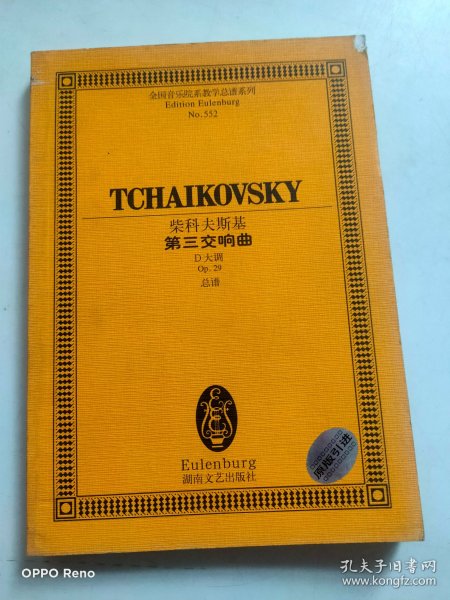 全国音乐院系教学总谱系列
Edition Eulenburg
No.552
TCHAIKOVSKY
柴科夫斯基
第三交响曲
D大调
Op.29
总谱
Eulenburg
湖南文艺出版社
原版引进
OPPO Reno
孔夫子旧书网
www.kongfz.com